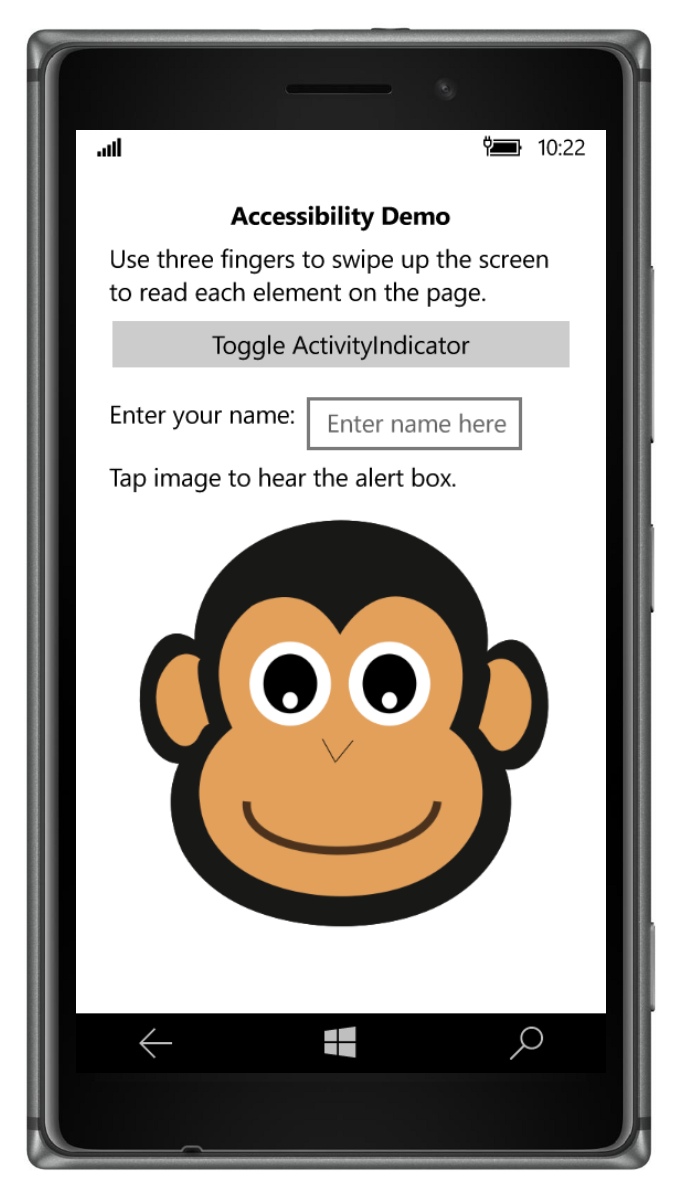 10:22
Accessibility Demo
Use three fingers to swipe up the screen
to read each element on the page.
Toggle ActivityIndicator
Enter your name: Enter name here
Tap image to hear the alert box.